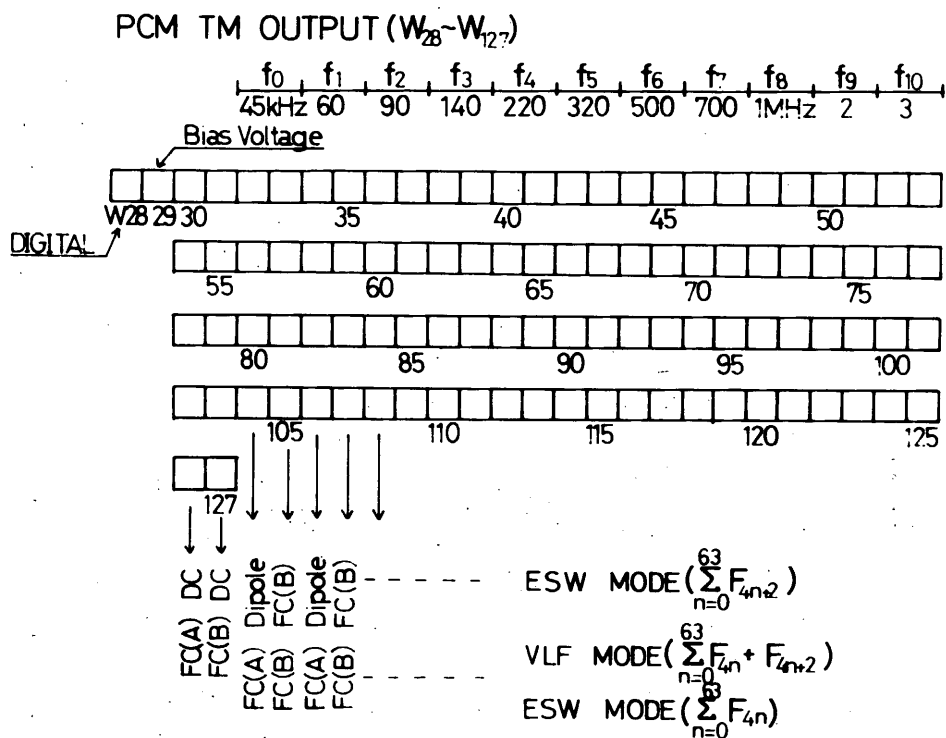 PCM TM OUTPUT (W28~W127)
f0 f1 f2 f3 f4 f5 f6 f7 f8 f9 f10
45kHz 60 90 140 220 320 500 700 1MHz 2 3
Bias Voltage
W28 29 30 35 40 45 50
DIGITAL
55 60 65 70 75
80 85 90 95 100
105 110 115 120 125
127
FC(A) DC
FC(B) DC
Dipole
FC(B)
Dipole
FC(B)
ESW MODE(∑63n=0 F4n+2)
FC(A)
FC(B)
FC(A)
FC(B)
VLF MODE(∑63n=0 F4n + F4n+2)
ESW MODE(∑63n=0 F4n)